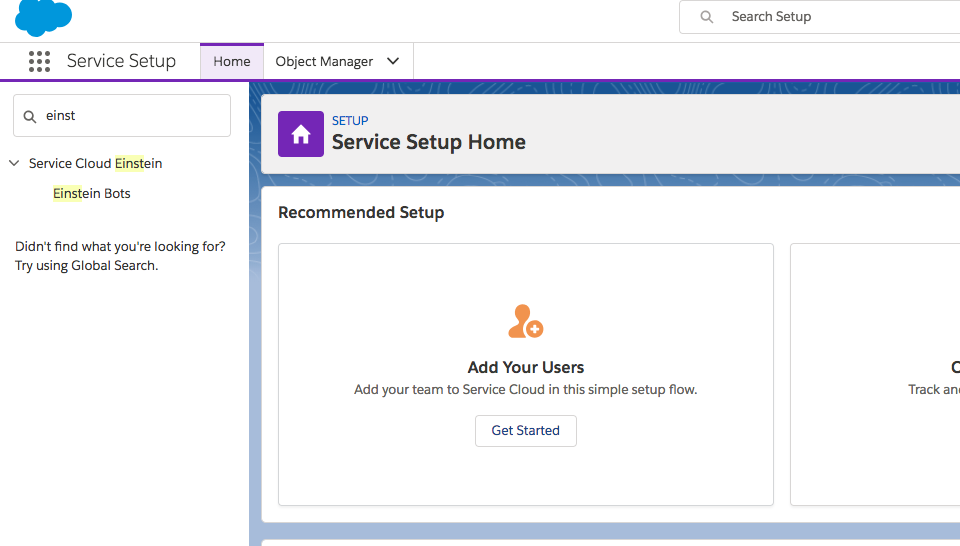 Search Setup
Service Setup
Home
Object Manager
einst
SETUP
Service Setup Home
Service Cloud Einstein
Einstein Bots
Recommended Setup
Didn't find what you're looking for?
Try using Global Search.
Add Your Users
Add your team to Service Cloud in this simple setup flow.
Get Started
Track an